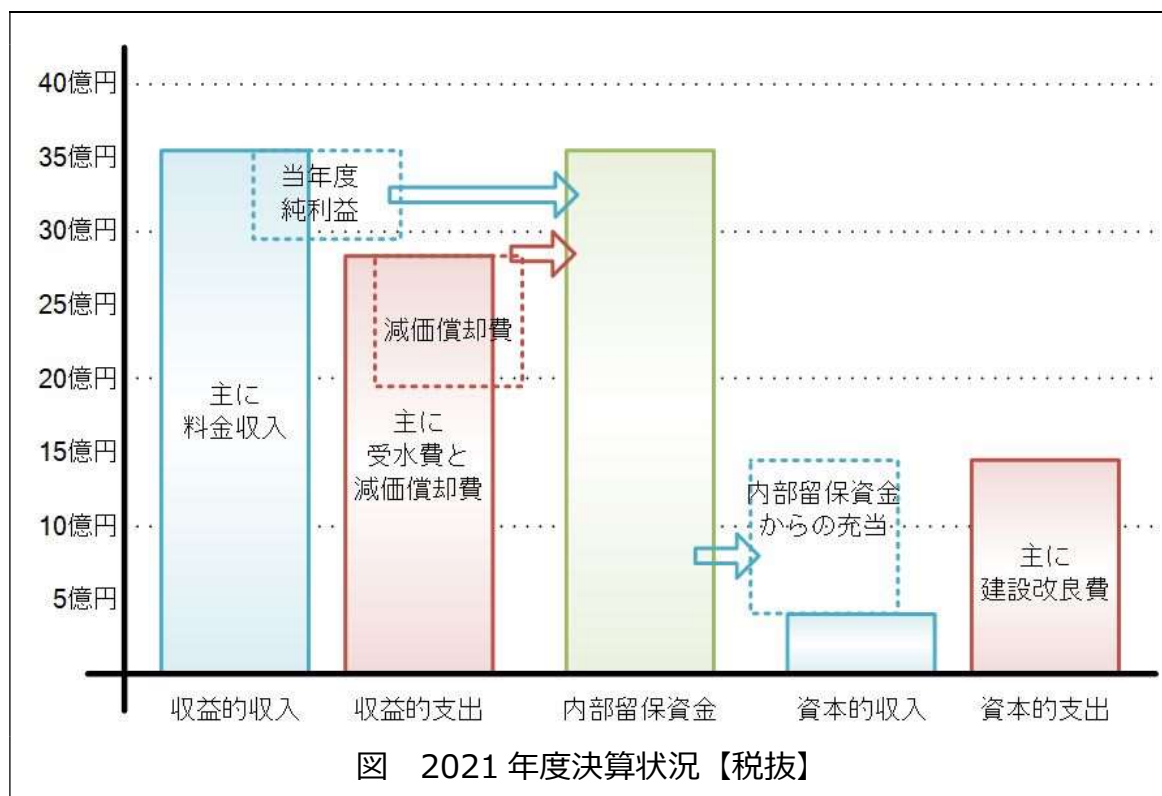 40億円
35億円
30億円
25億円
20億円
15億円
10億円
5億円
当年度
純利益
減価償却費
主に
料金収入
主に
受水費と
減価償却費
内部留保資金
からの充当
主に
建設改良費
収益的収入
収益的支出
内部留保資金
資本的収入
資本的支出
図　2021 年度決算状況【税抜】